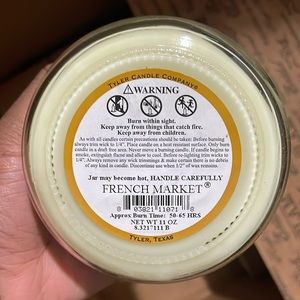 TYLER CANDLE COMPANY®
⚠WARNING
Burn within sight.
Keep away from things that catch fire.
Keep away from children.
As with all candles certain precautions should be taken. Before burning
always trim wick to 1/4". Place candle on a heat resistant surface. Only burn
candle in a draft free area. Never move a burning candle. If candle begins to
smoke, extinguish flame and allow to cool. Before re-lighting trim wicks to
1/4". Always remove any wick trimmings & make certain there is no debris
of any kind in candle. Discontinue use when 1/2" of wax remains.
Jar may become hot, HANDLE CAREFULLY
FRENCH MARKET®
8 03821 11071 8
Approx Burn Time: 50-65 HRS
NET WT 11 OZ
8.3217111 B
TYLER, TEXAS